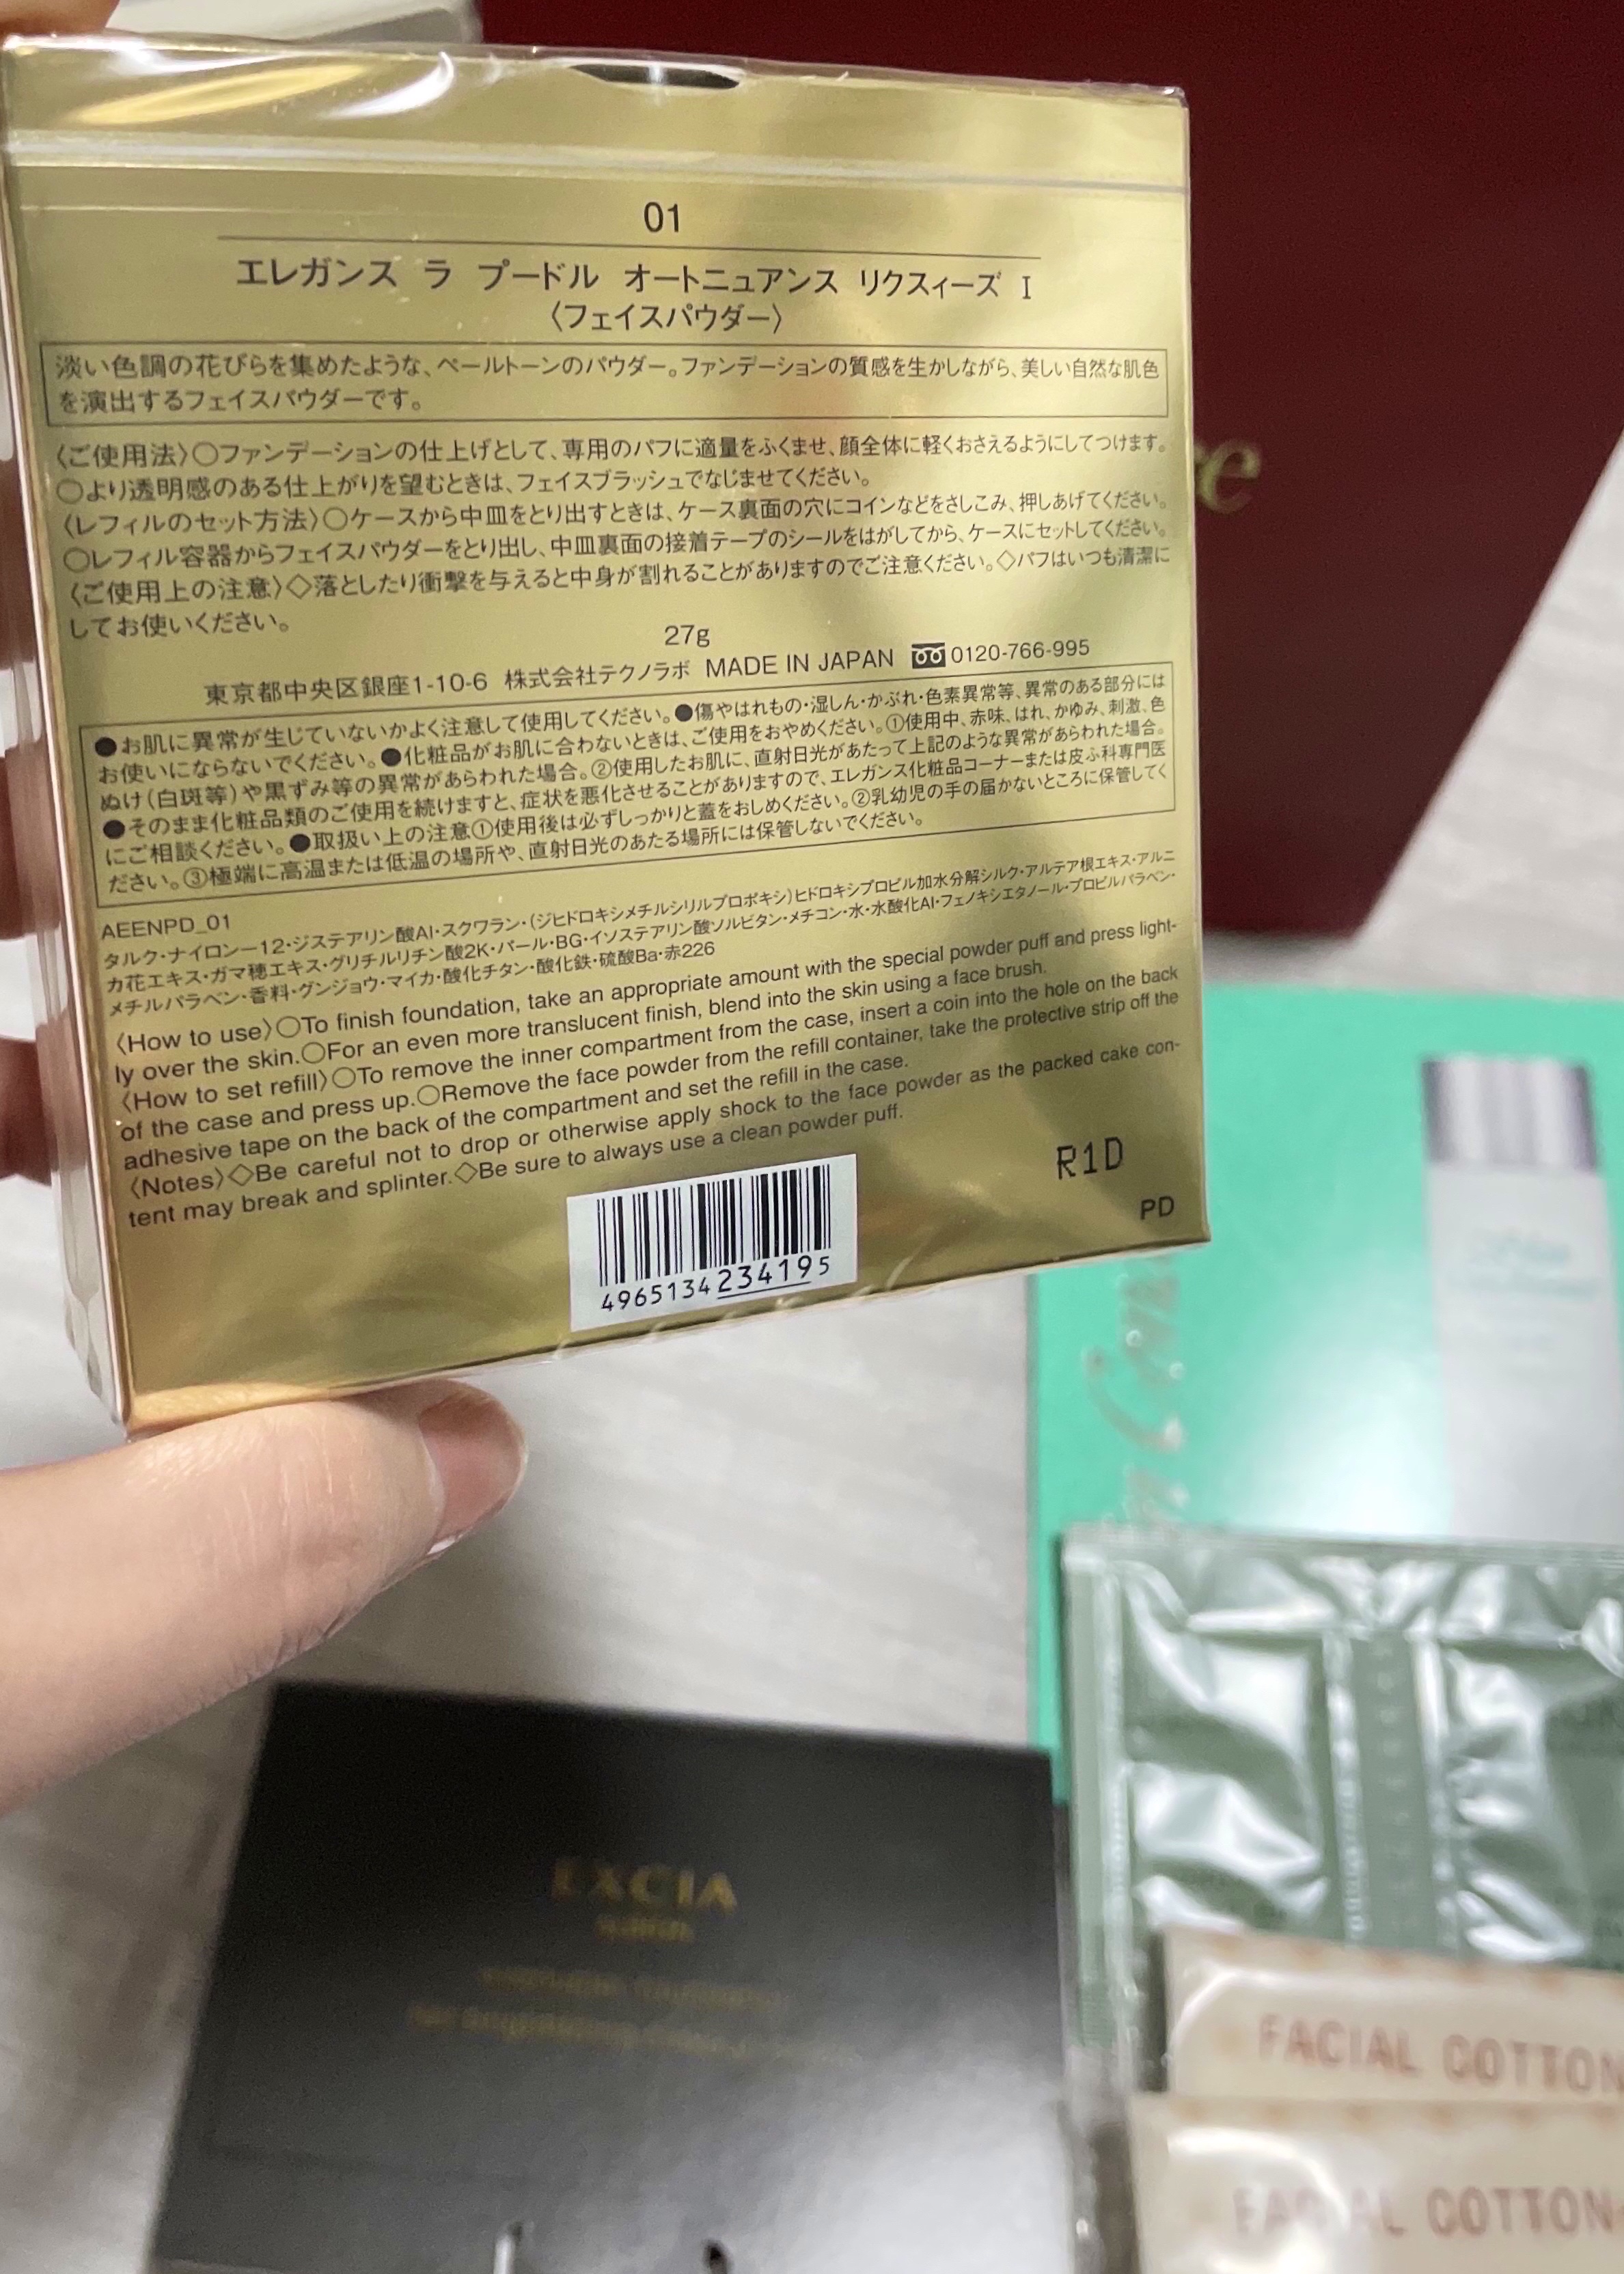 01
エレガンス ラ プードル オートニュアンス リクスィーズ I
〈フェイスパウダー〉
淡い色調の花びらを集めたような、ペールトーンのパウダー。ファンデーションの質感を生かしながら、美しい自然な肌色
を演出するフェイスパウダーです。
〈ご使用法〉○ファンデーションの仕上げとして、専用のパフに適量をふくませ、顔全体に軽くおさえるようにしてつけます。
○より透明感のある仕上がりを望むときは、フェイスブラッシュでなじませてください。
〈レフィルのセット方法〉○ケースから中皿をとり出すときは、ケース裏面の穴にコインなどをさしこみ、押しあげてください。
○レフィル容器からフェイスパウダーをとり出し、中皿裏面の接着テープのシールをはがしてから、ケースにセットしてください。
〈ご使用上の注意〉◇落としたり衝撃を与えると中身が割れることがありますのでご注意ください。◇パフはいつも清潔に
してお使いください。
27g
東京都中央区銀座1-10-6 株式会社テクノラボ MADE IN JAPAN 0120-766-995
●お肌に異常が生じていないかよく注意して使用してください。●傷やはれもの・湿しん・かぶれ・色素異常等、異常のある部分には
お使いにならないでください。●化粧品がお肌に合わないときは、ご使用をおやめください。①使用中、赤味、はれ、かゆみ、刺激、色
ぬけ(白斑等)や黒ずみ等の異常があらわれた場合。②使用したお肌に、直射日光があたって上記のような異常があらわれた場合。
●そのまま化粧品類のご使用を続けますと、症状を悪化させることがありますので、エレガンス化粧品コーナーまたは皮ふ科専門医
にご相談ください。●取扱い上の注意①使用後は必ずしっかりと蓋をおしめください。②乳幼児の手の届かないところに保管してく
ださい。③極端に高温または低温の場所や、直射日光のあたる場所には保管しないでください。
AEENPD_01
タルク・ナイロン－12・ジステアリン酸Al・スクワラン・(ジヒドロキシメチルシリルプロポキシ)ヒドロキシプロピル加水分解シルク・アルテア根エキス・アルニ
カ花エキス・ガマ穂エキス・グリチルリチン酸2K・パール・BG・イソステアリン酸ソルビタン・メチコン・水・水酸化Al・フェノキシエタノール・プロピルパラベン・
メチルパラベン・香料・グンジョウ・マイカ・酸化チタン・酸化鉄・硫酸Ba・赤226
〈How to use〉○To finish foundation, take an appropriate amount with the special powder puff and press light-
ly over the skin.○For an even more translucent finish, blend into the skin using a face brush.
〈How to set refill〉○To remove the inner compartment from the case, insert a coin into the hole on the back
of the case and press up.○Remove the face powder from the refill container, take the protective strip off the
adhesive tape on the back of the compartment and set the refill in the case.
〈Notes〉◇Be careful not to drop or otherwise apply shock to the face powder as the packed cake con-
tent may break and splinter.◇Be sure to always use a clean powder puff.
R1D
PD
4965134234195
EXCIA
FACIAL COTTON
FACIAL COTTON